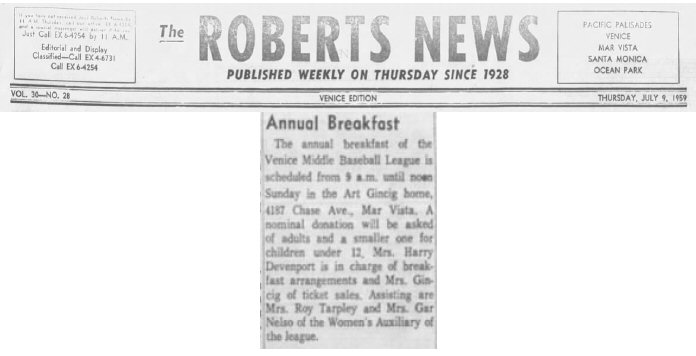 Just Call EX 6-4254 by 11 A.M.
Editorial and Display
Classified—Call EX 4-6731
Call EX 6-4254
The ROBERTS NEWS
PUBLISHED WEEKLY ON THURSDAY SINCE 1928
PACIFIC PALISADES
VENICE
MAR VISTA
SANTA MONICA
OCEAN PARK
VOL. 30—NO. 28
VENICE EDITION
THURSDAY, JULY 9, 1959
Annual Breakfast
The annual breakfast of the
Venice Middle Baseball League is
scheduled from 9 a.m. until noon
Sunday in the Art Gincig home,
4187 Chase Ave., Mar Vista. A
nominal donation will be asked
of adults and a smaller one for
children under 12. Mrs. Harry
Devenport is in charge of break-
fast arrangements and Mrs. Gin-
cig of ticket sales. Assisting are
Mrs. Roy Tarpley and Mrs. Gar
Nelso of the Women's Auxiliary of
the league.